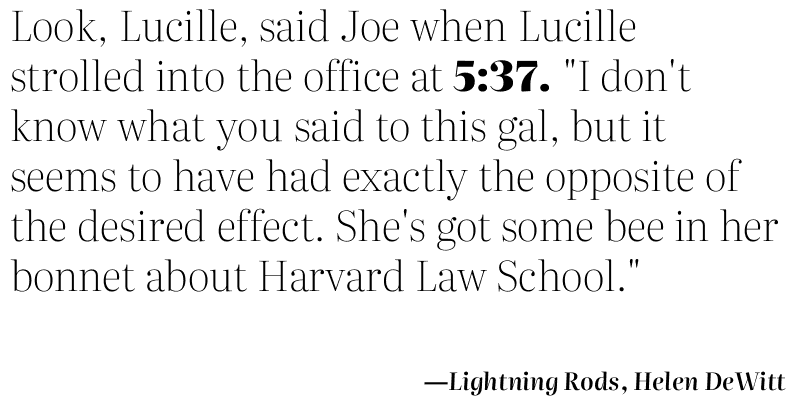 Look, Lucille, said Joe when Lucille
strolled into the office at 5:37. "I don't
know what you said to this gal, but it
seems to have had exactly the opposite of
the desired effect. She's got some bee in her
bonnet about Harvard Law School."
—Lightning Rods, Helen DeWitt